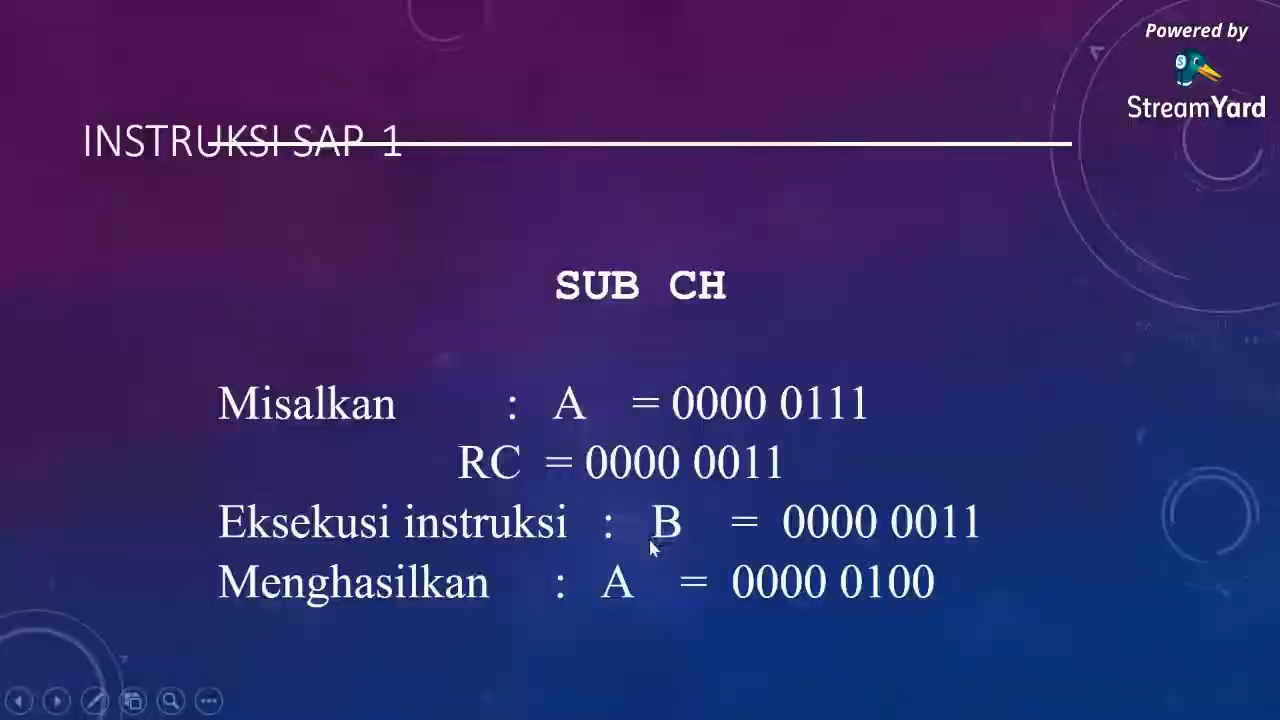 Powered by
StreamYard
INSTRUKSI SAP-1
SUB CH
Misalkan : A = 0000 0111
RC = 0000 0011
Eksekusi instruksi : B = 0000 0011
Menghasilkan : A = 0000 0100